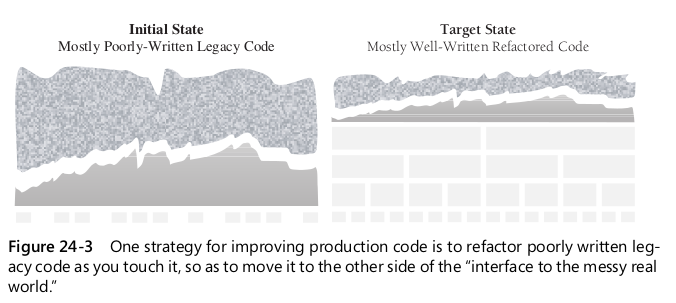 Initial State
Mostly Poorly-Written Legacy Code
Target State
Mostly Well-Written Refactored Code
Figure 24-3 One strategy for improving production code is to refactor poorly written leg-
acy code as you touch it, so as to move it to the other side of the “interface to the messy real
world.”